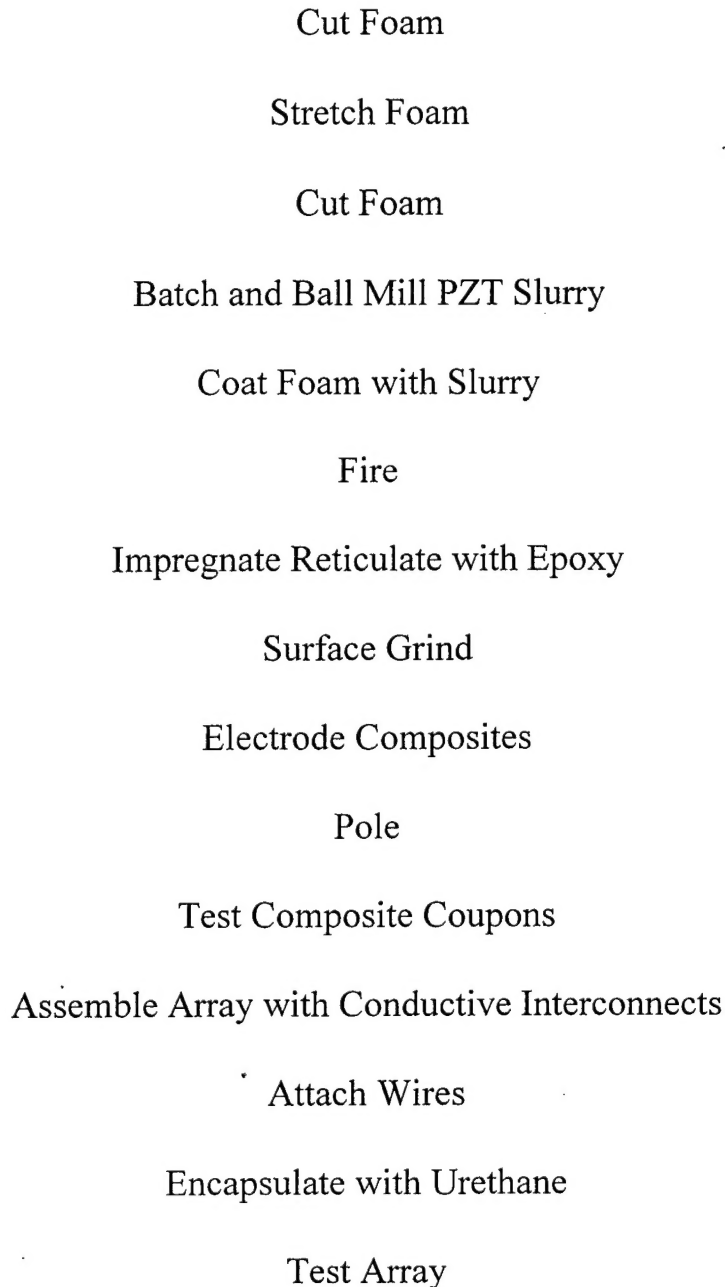 Cut Foam
Stretch Foam
Cut Foam
Batch and Ball Mill PZT Slurry
Coat Foam with Slurry
Fire
Impregnate Reticulate with Epoxy
Surface Grind
Electrode Composites
Pole
Test Composite Coupons
Assemble Array with Conductive Interconnects
Attach Wires
Encapsulate with Urethane
Test Array